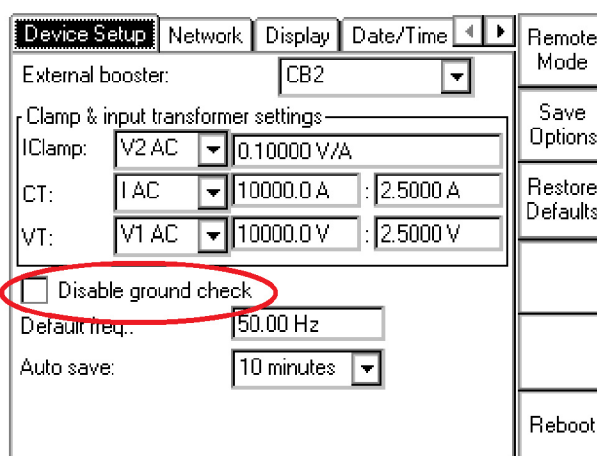 Device Setup Network Display Date/Time
External booster: CB2
Clamp & input transformer settings
IClamp: V2 AC 0.10000 V/A
CT: I AC 10000.0 A : 2.5000 A
VT: V1 AC 10000.0 V : 2.5000 V
Disable ground check
Default freq.: 50.00 Hz
Auto save: 10 minutes
Remote
Mode
Save
Options
Restore
Defaults
Reboot